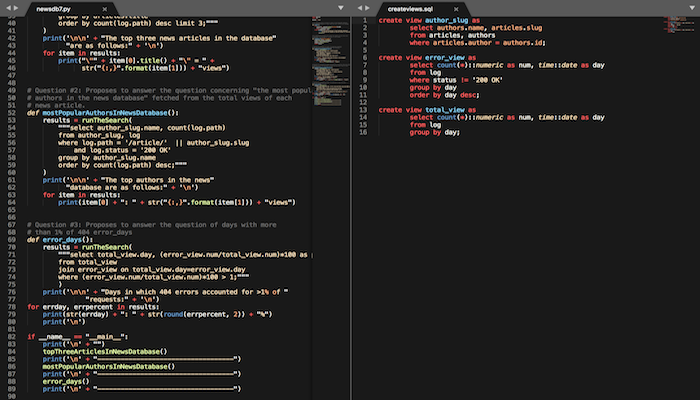 newsdb7.py
createviews.sql
39 group by articles.title
40 order by count(log.path) desc limit 3;"""
41 )
42 print('\n\n' + "The top three news articles in the database"
43 "are as follows:" + '\n')
44 for item in results:
45 print("\"" + item[0].title() + "\" = " +
46 str("{:,}".format(item[1])) + "views")
47
48
49 # Question #2: Proposes to answer the question concerning "the most popul
50 # authors in the news database" fetched from the total views of each
51 # news article.
52 def mostPopularAuthorsInNewsDatabase():
53 results = runTheSearch(
54 """select author_slug.name, count(log.path)
55 from author_slug, log
56 where log.path = '/article/' || author_slug.slug
57 and log.status = '200 OK'
58 group by author_slug.name
59 order by count(log.path) desc;"""
60 )
61 print('\n\n' + "The top authors in the news"
62 "database are as follows:" + '\n')
63 for item in results:
64 print(item[0] + ": " + str("{:,}".format(item[1])) + "views")
65
66
67 # Question #3: Proposes to answer the question of days with more
68 # than 1% of 404 error_days
69 def error_days():
70 results = runTheSearch(
71 """select total_view.day, (error_view.num/total_view.num)*100 as
72 from total_view
73 join error_view on total_view.day=error_view.day
74 where (error_view.num/total_view.num)*100 > 1;"""
75 )
76 print('\n\n' + "Days in which 404 errors accounted for >1% of "
77 "requests:" + '\n')
78 for errday, errpercent in results:
79 print(str(errday) + ": " + str(round(errpercent, 2)) + "%")
80 print('\n')
81
82 if __name__ == "__main__":
83 print('\n' + "")
84 topThreeArticlesInNewsDatabase()
85 print('\n' + "————————————————————————————————")
86 mostPopularAuthorsInNewsDatabase()
87 print('\n' + "————————————————————————————————")
88 error_days()
89 print('\n' + "————————————————————————————————")
90
1 create view author_slug as
2 select authors.name, articles.slug
3 from articles, authors
4 where articles.author = authors.id;
5
6 create view error_view as
7 select count(*)::numeric as num, time::date as day
8 from log
9 where status != '200 OK'
10 group by day
11 order by day desc;
12
13 create view total_view as
14 select count(*)::numeric as num, time::date as day
15 from log
16 group by day;